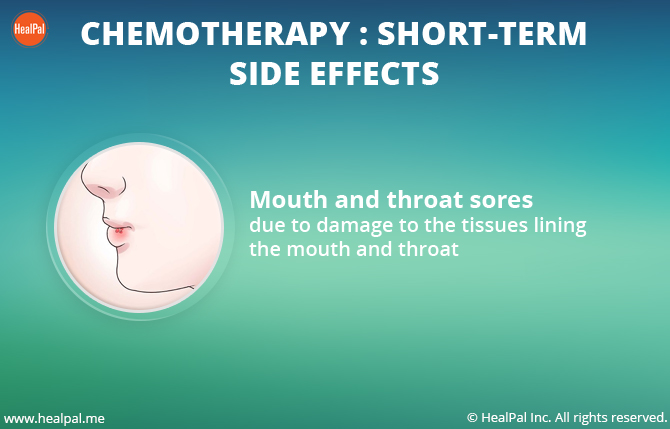 HealPal
CHEMOTHERAPY : SHORT-TERM
SIDE EFFECTS
Mouth and throat sores
due to damage to the tissues lining
the mouth and throat
www.healpal.me
© HealPal Inc. All rights reserved.